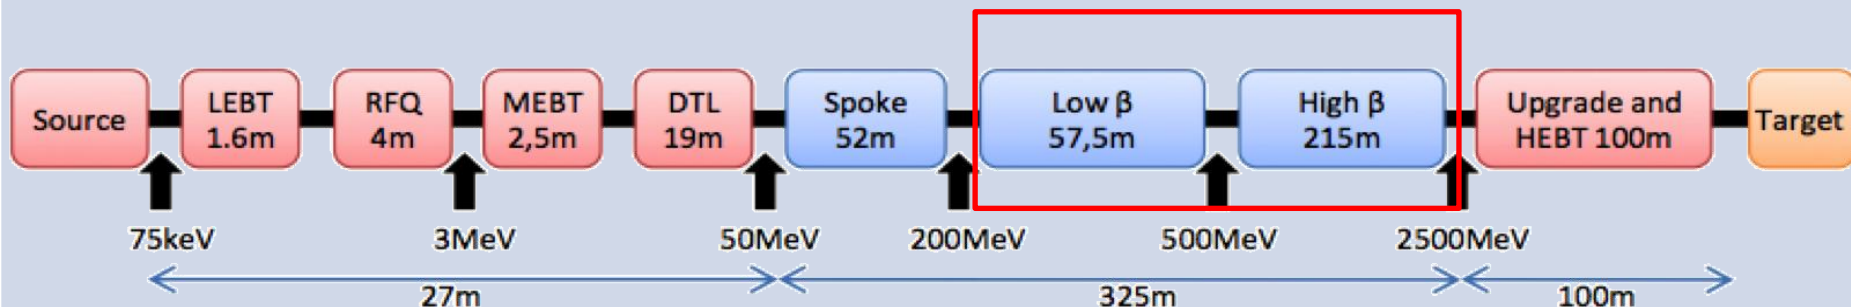 Source
LEBT
1.6m
RFQ
4m
MEBT
2,5m
DTL
19m
Spoke
52m
Low β
57,5m
High β
215m
Upgrade and
HEBT 100m
Target
75keV
3MeV
50MeV
200MeV
500MeV
2500MeV
27m
325m
100m